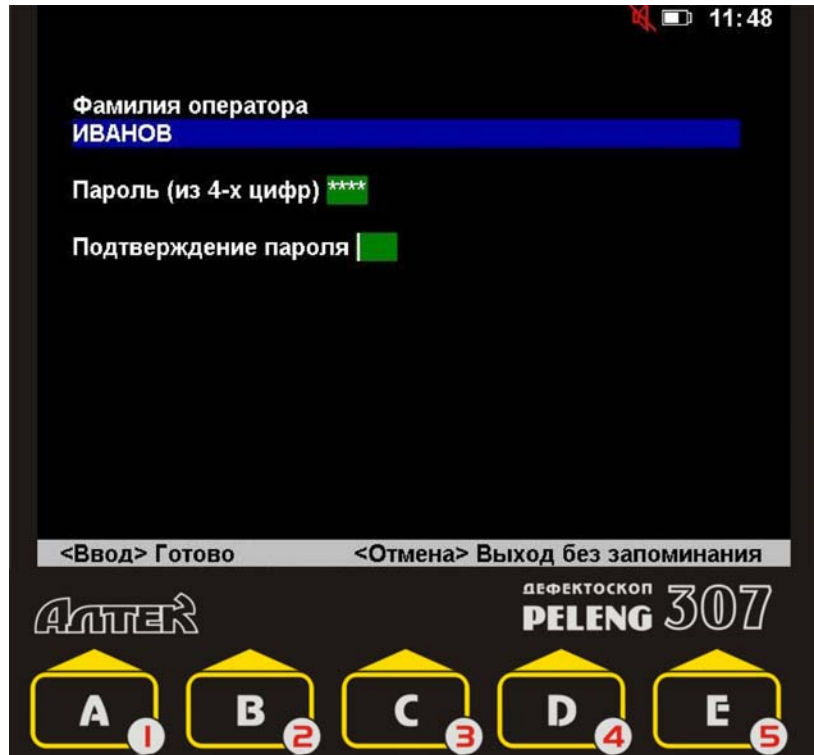 11:48
Фамилия оператора
ИВАНОВ
Пароль (из 4-х цифр) ****
Подтверждение пароля
<Ввод> Готово <Отмена> Выход без запоминания
АЛТЕК
ДЕФЕКТОСКОП
PELENG 307
A 1 B 2 C 3 D 4 E 5